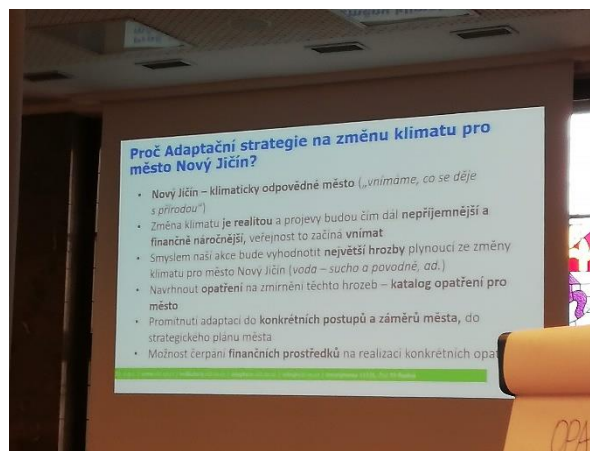 Proč Adaptační strategie na změnu klimatu pro
město Nový Jičín?
• Nový Jičín – klimaticky odpovědné město („vnímáme, co se děje
s přírodou“)
• Změna klimatu je realitou a projevy budou čím dál nepříjemnější a
finančně náročnější, veřejnost to začíná vnímat
• Smyslem naší akce bude vyhodnotit největší hrozby plynoucí ze změny
klimatu pro město Nový Jičín (voda – sucho a povodně, ad.)
• Navrhnout opatření na zmírnění těchto hrozeb – katalog opatření pro
město
• Promítnutí adaptací do konkrétních postupů a záměrů města, do
strategického plánu města
• Možnost čerpání finančních prostředků na realizaci konkrétních opat
OPA